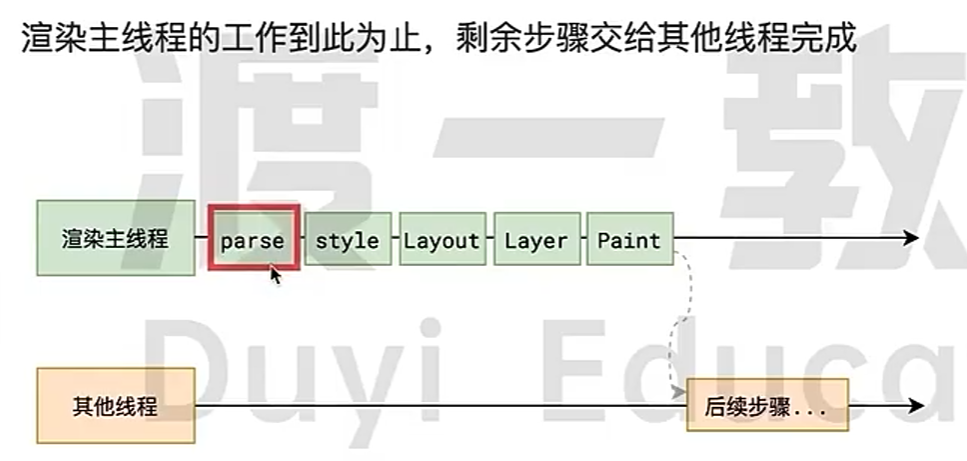 渲染主线程的工作到此为止，剩余步骤交给其他线程完成
渡一教
渲染主线程 parse style Layout Layer Paint
Duyi Educa
其他线程 后续步骤...